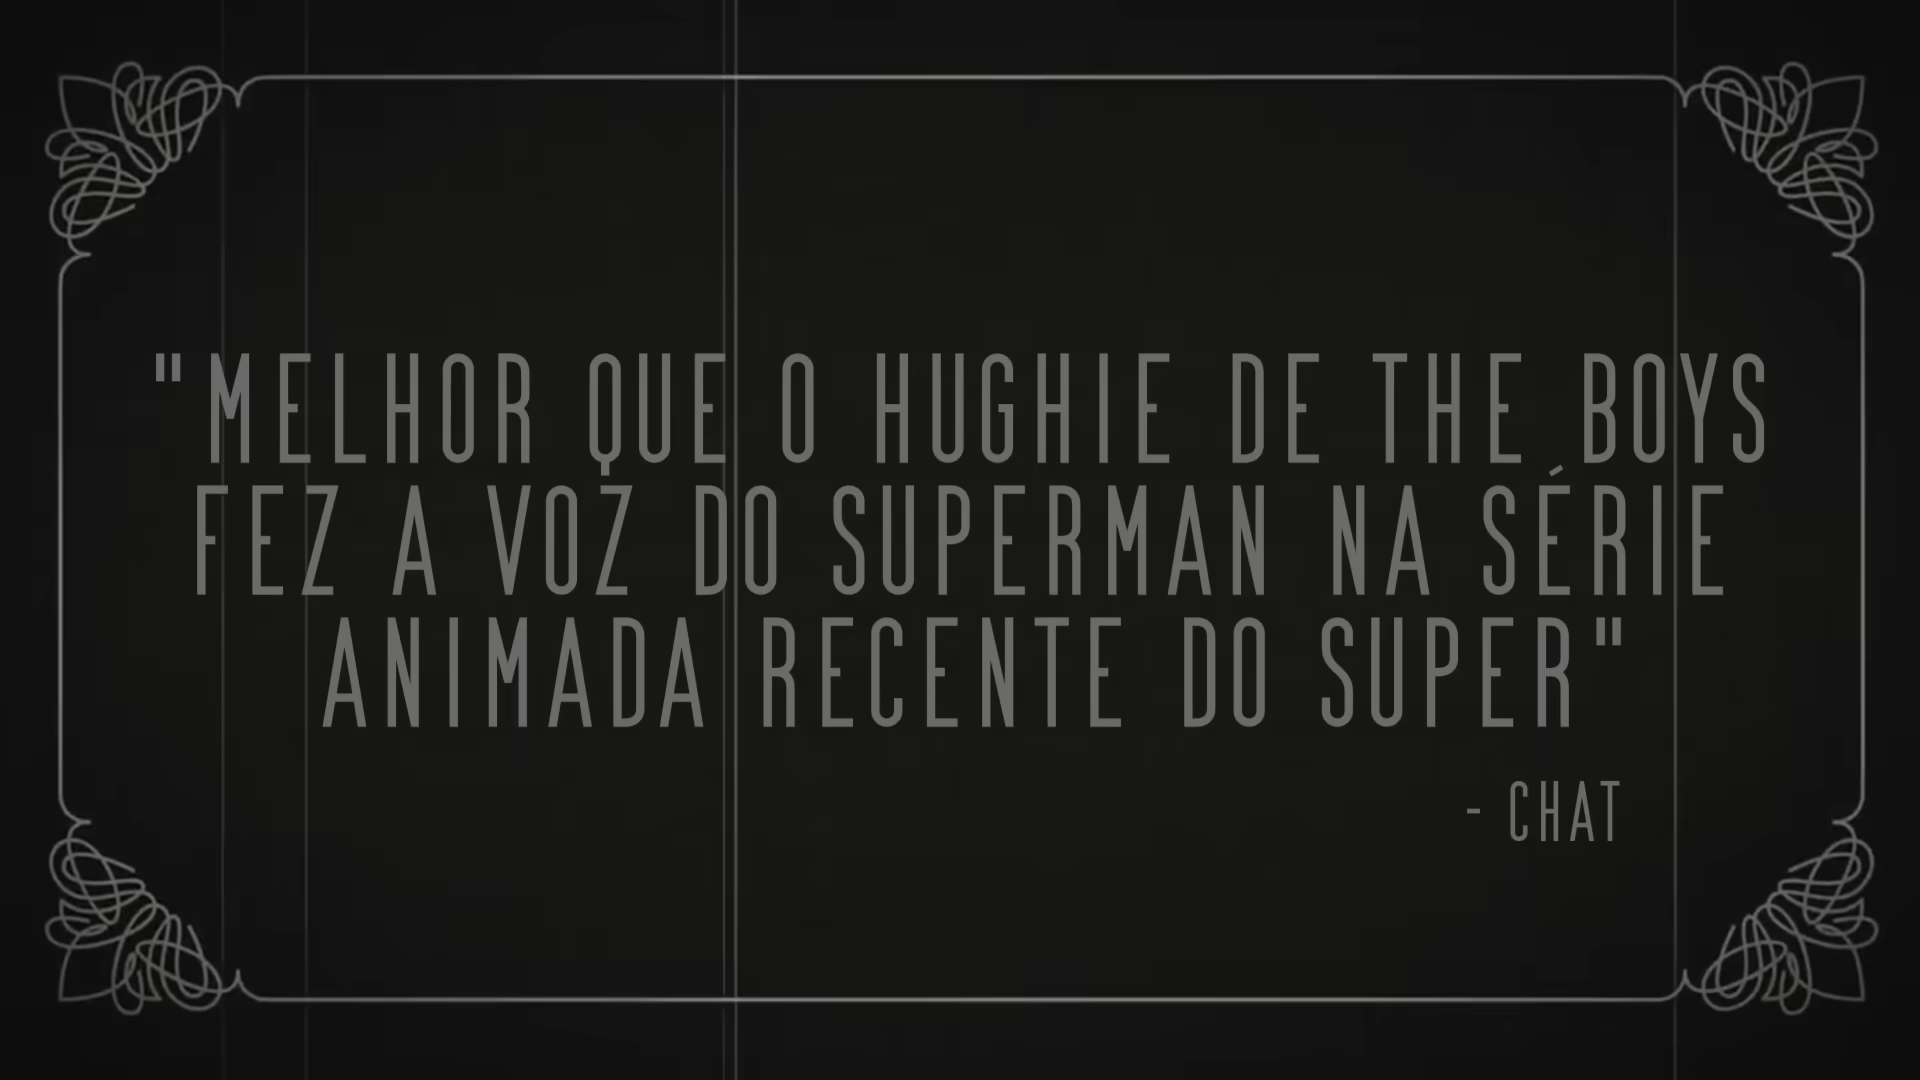 "MELHOR QUE O HUGHIE DE THE BOYS
FEZ A VOZ DO SUPERMAN NA SÉRIE
ANIMADA RECENTE DO SUPER"
- CHAT